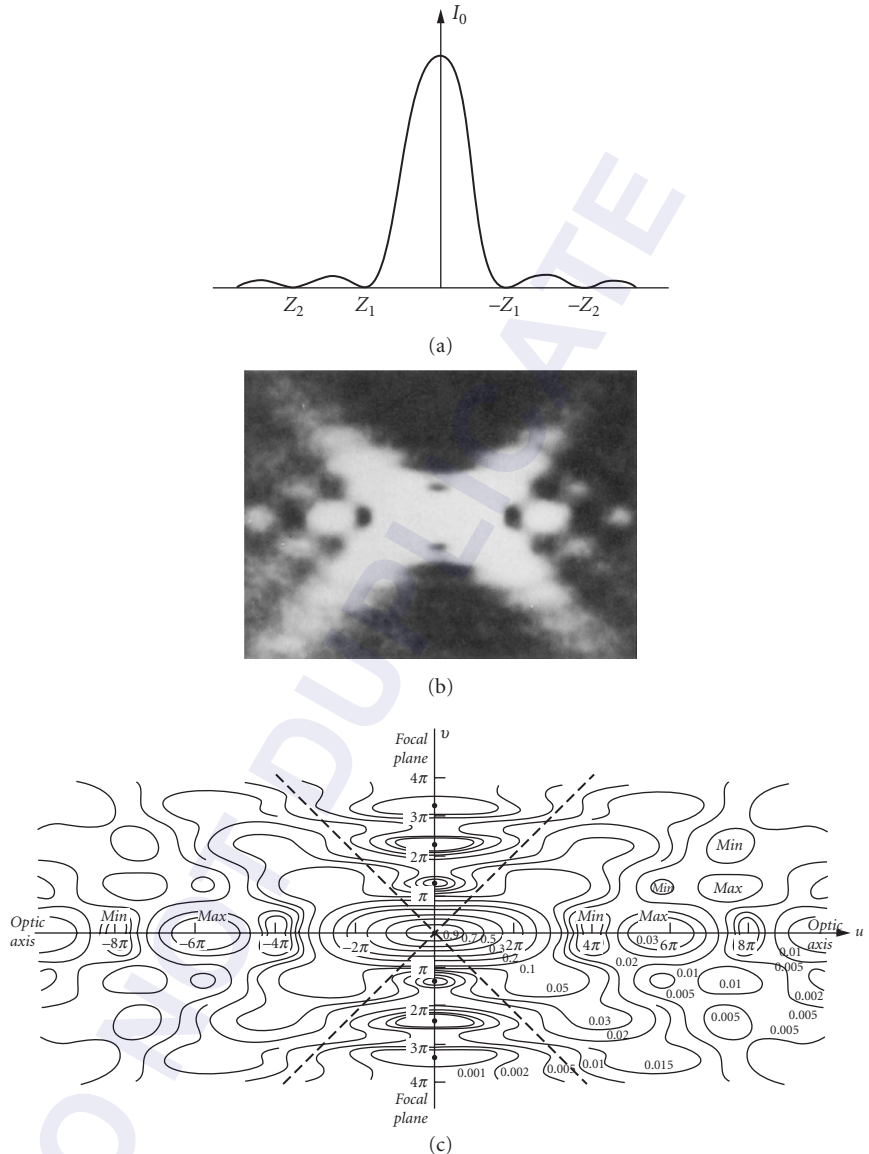 I₀
Z₂ Z₁ –Z₁ –Z₂
(a)
(b)
υ
Focal
plane
4π
3π
2π
Min
π
Min Max
Optic
axis
Min Max Min Max Optic
axis
–8π –6π –4π –2π 2π 4π 6π 8π u
0.9 0.7 0.5
0.3
0.2
0.1
0.03
0.02
0.01
0.01
0.005
π
0.05
0.005
0.01
0.002
2π
0.03
0.02
0.005
0.005
0.005
3π
0.001 0.002 0.005 0.01 0.015
4π
Focal
plane
(c)
DO NOT DUPLICATE